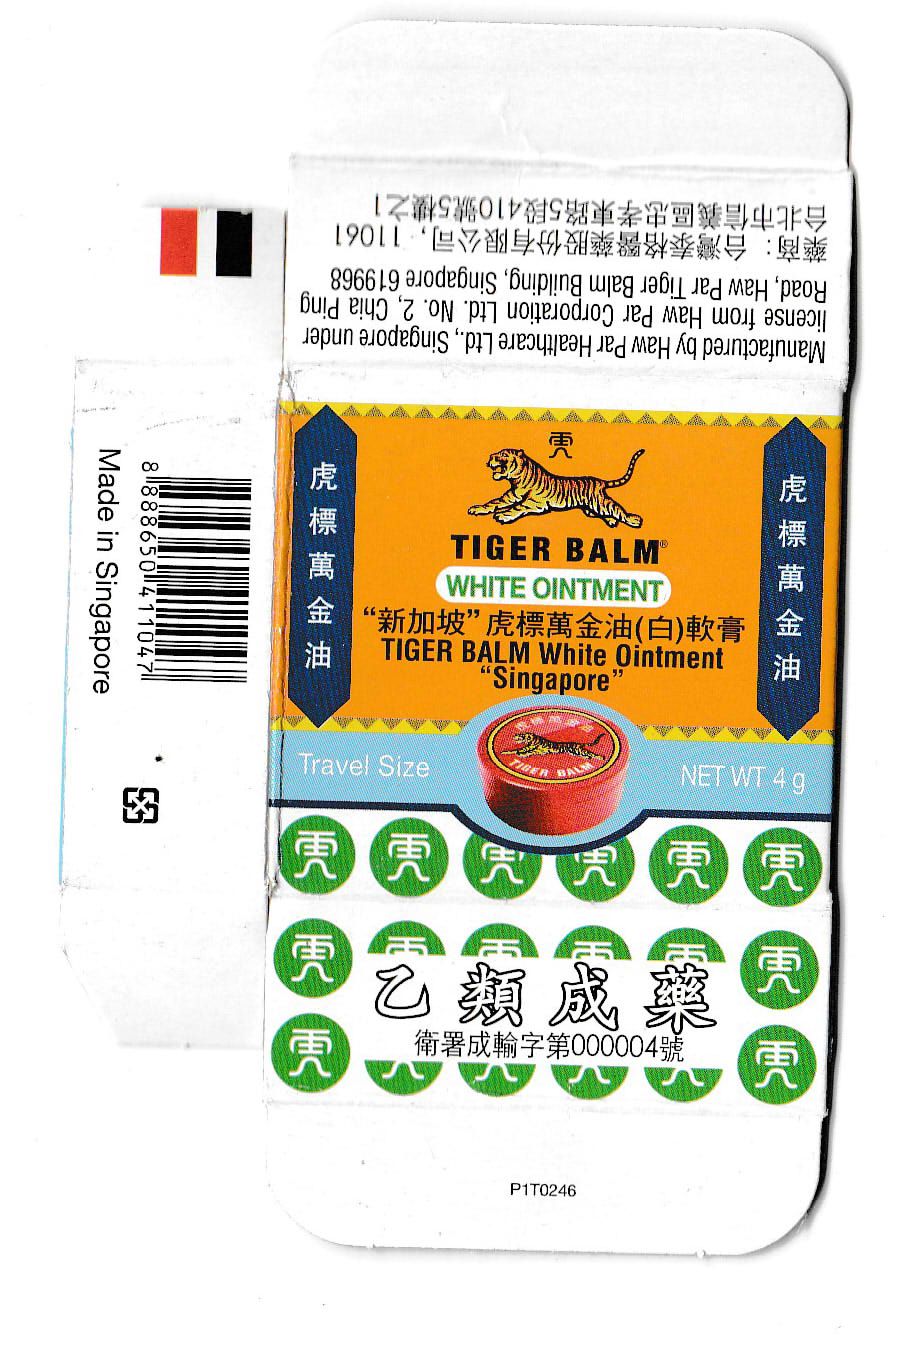 Manufactured by Haw Par Healthcare Ltd., Singapore under
license from Haw Par Corporation Ltd. No. 2, Chia Ping
Road, Haw Par Tiger Balm Building, Singapore 619968
藥商：台灣泰格醫藥股份有限公司，11061
台北市信義區忠孝東路5段410號5樓之1
虎標萬金油
虎標萬金油
TIGER BALM®
WHITE OINTMENT
“新加坡”虎標萬金油(白)軟膏
TIGER BALM White Ointment
“Singapore”
TIGER BALM
Travel Size
NET WT 4 g
乙類成藥
衛署成輸字第000004號
P1T0246
8 888650 411047
Made in Singapore